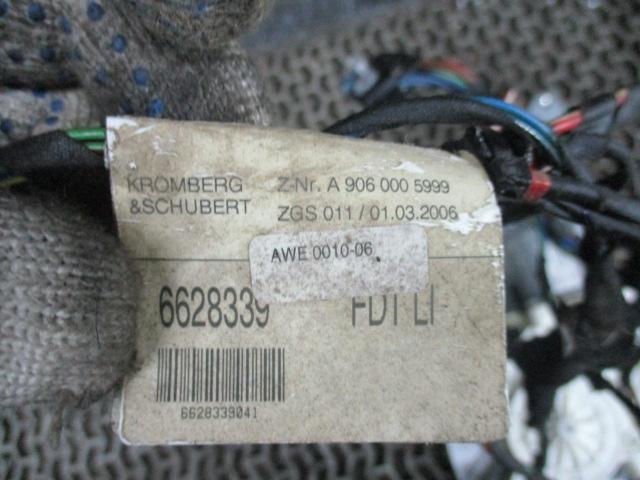 KROMBERG
&SCHUBERT
Z-Nr. A 906 000 5999
ZGS 011 / 01.03.2006
AWE 0010-06
6628339
FDT LI
6628339041